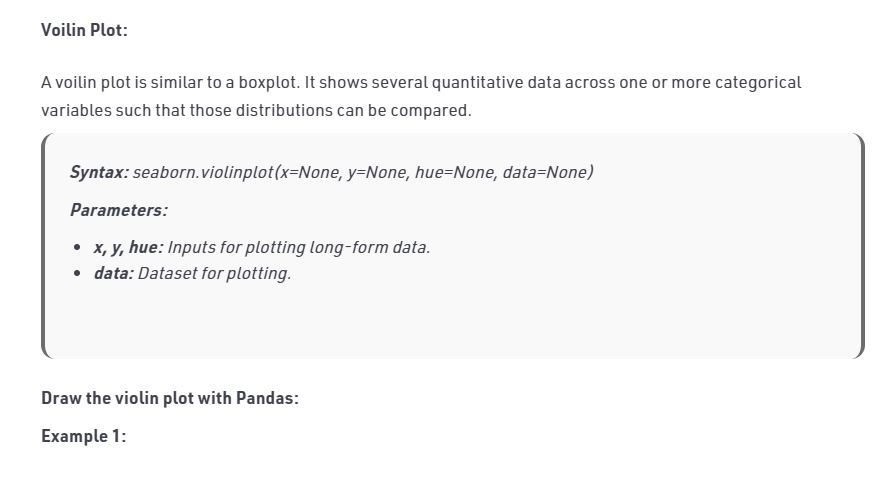 Voilin Plot:
A voilin plot is similar to a boxplot. It shows several quantitative data across one or more categorical
variables such that those distributions can be compared.
Syntax: seaborn.violinplot(x=None, y=None, hue=None, data=None)
Parameters:
• x, y, hue: Inputs for plotting long-form data.
• data: Dataset for plotting.
Draw the violin plot with Pandas:
Example 1: